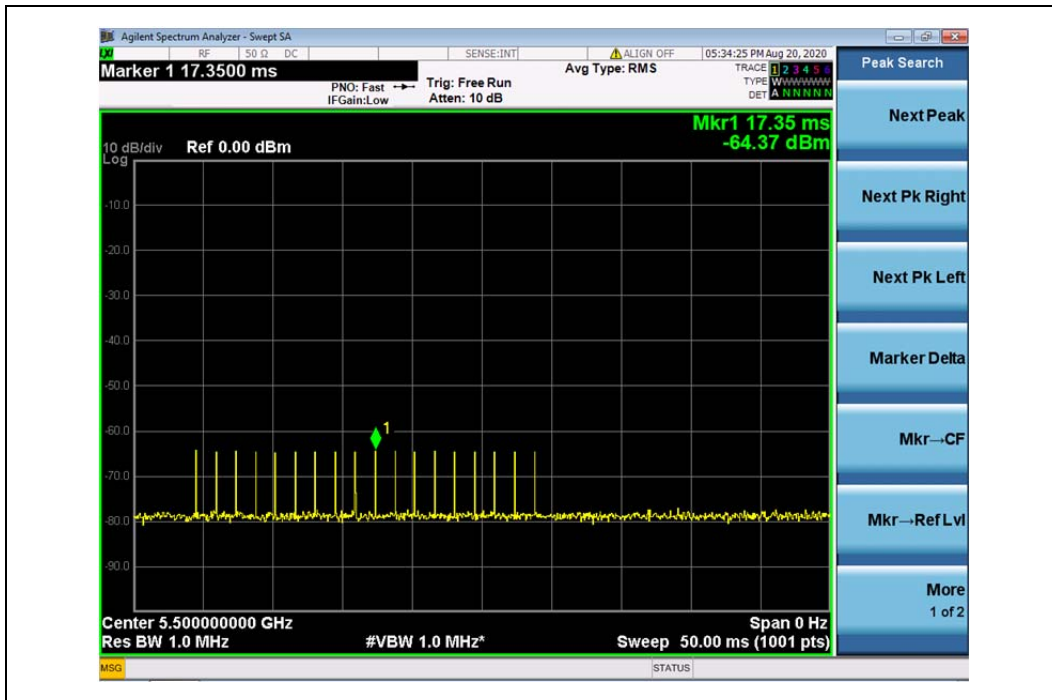 Agilent Spectrum Analyzer - Swept SA
LXI RF 50 Ω DC SENSE:INT ALIGN OFF 05:34:25 PM Aug 20, 2020
Marker 1 17.3500 ms
PNO: Fast
IFGain:Low
Trig: Free Run
Atten: 10 dB
Avg Type: RMS
TRACE 1 2 3 4 5 6
TYPE WWWWWW
DET A N N N N N
Mkr1 17.35 ms
-64.37 dBm
10 dB/div Ref 0.00 dBm
Log
-10.0
-20.0
-30.0
-40.0
-50.0
-60.0
-70.0
-80.0
-90.0
1
Center 5.500000000 GHz Span 0 Hz
Res BW 1.0 MHz #VBW 1.0 MHz* Sweep 50.00 ms (1001 pts)
MSG STATUS
Peak Search
Next Peak
Next Pk Right
Next Pk Left
Marker Delta
Mkr→CF
Mkr→Ref Lvl
More
1 of 2